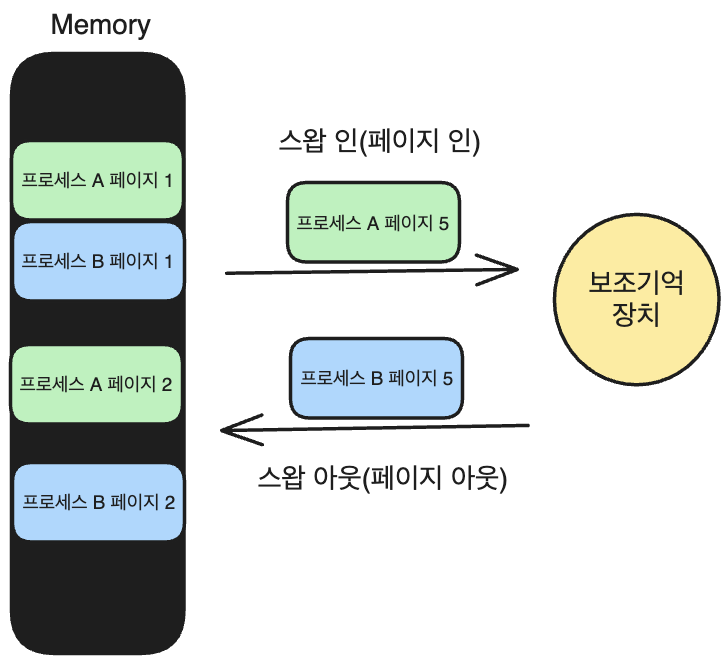 Memory
스왑 인(페이지 인)
프로세스 A 페이지 1
프로세스 A 페이지 5
프로세스 B 페이지 1
보조기억
장치
프로세스 A 페이지 2
프로세스 B 페이지 5
스왑 아웃(페이지 아웃)
프로세스 B 페이지 2